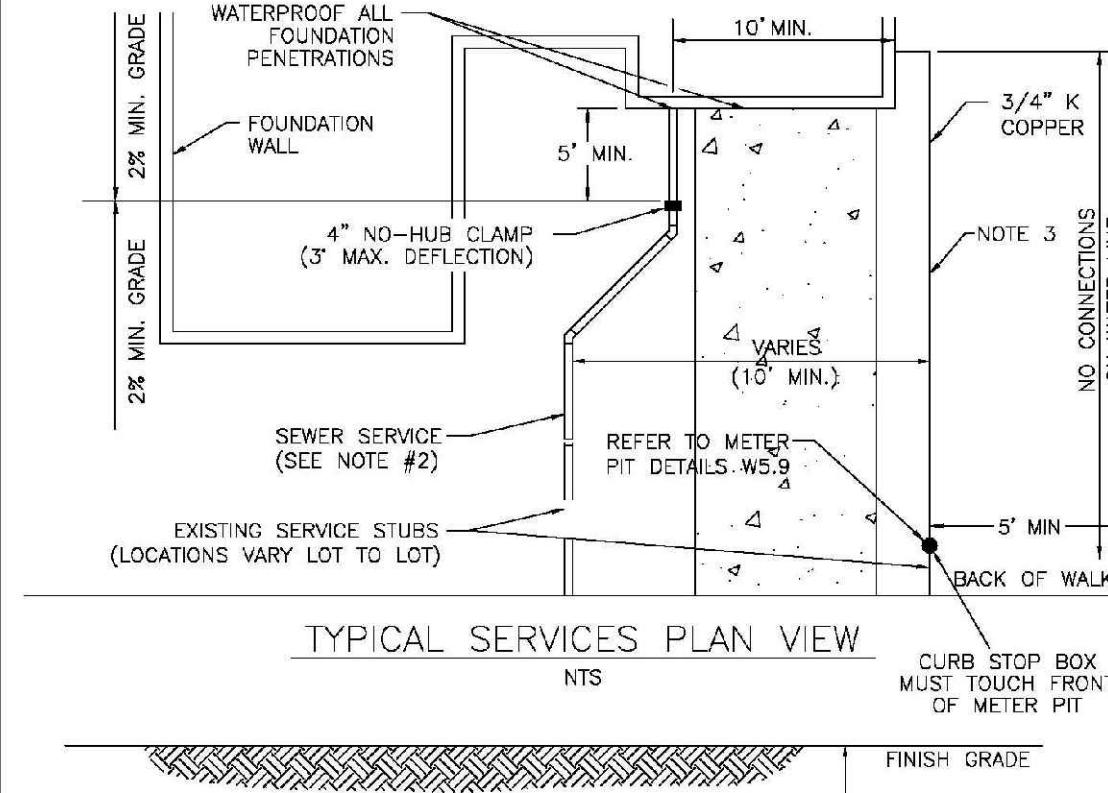 WATERPROOF ALL
FOUNDATION
PENETRATIONS
10' MIN.
2% MIN. GRADE
FOUNDATION
WALL
5' MIN.
3/4" K
COPPER
4" NO-HUB CLAMP
(3° MAX. DEFLECTION)
NOTE 3
2% MIN. GRADE
NO CONNECTIONS
VARIES
(10' MIN.)
SEWER SERVICE
(SEE NOTE #2)
REFER TO METER
PIT DETAILS W5.9
EXISTING SERVICE STUBS
(LOCATIONS VARY LOT TO LOT)
5' MIN
BACK OF WALK
TYPICAL SERVICES PLAN VIEW
NTS
CURB STOP BOX
MUST TOUCH FRONT
OF METER PIT
FINISH GRADE